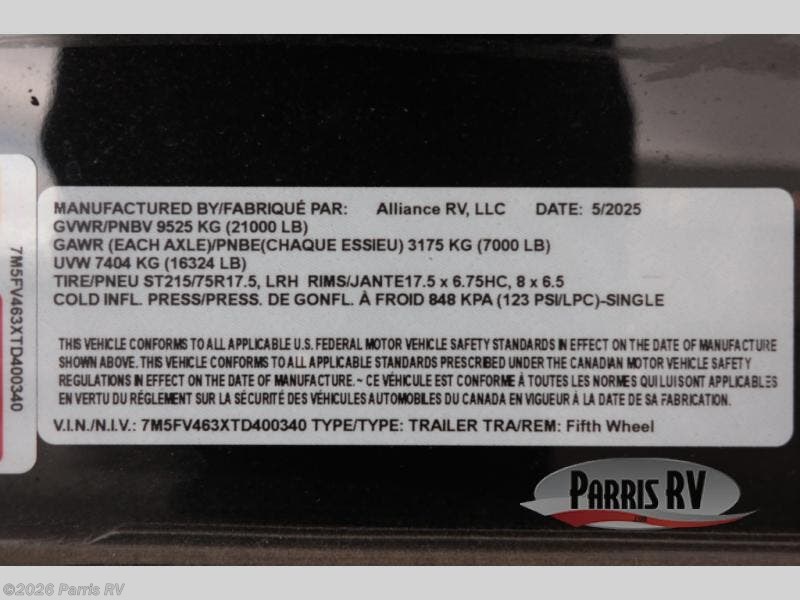 MANUFACTURED BY/FABRIQUÉ PAR: Alliance RV, LLC DATE: 5/2025
GVWR/PNBV 9525 KG (21000 LB)
GAWR (EACH AXLE)/PNBE(CHAQUE ESSIEU) 3175 KG (7000 LB)
UVW 7404 KG (16324 LB)
TIRE/PNEU ST215/75R17.5, LRH RIMS/JANTE17.5 x 6.75HC, 8 x 6.5
COLD INFL. PRESS/PRESS. DE GONFL. À FROID 848 KPA (123 PSI/LPC)-SINGLE
THIS VEHICLE CONFORMS TO ALL APPLICABLE U.S. FEDERAL MOTOR VEHICLE SAFETY STANDARDS IN EFFECT ON THE DATE OF MANUFACTURE
SHOWN ABOVE. THIS VEHICLE CONFORMS TO ALL APPLICABLE STANDARDS PRESCRIBED UNDER THE CANADIAN MOTOR VEHICLE SAFETY
REGULATIONS IN EFFECT ON THE DATE OF MANUFACTURE. ~ CE VÉHICULE EST CONFORME À TOUTES LES NORMES QUI LUI SONT APPLICABLES
EN VERTU DU RÉGLEMENT SUR LA SÉCURITÉ DES VÉHICULES AUTOMOBILES DU CANADA EN VIGUEUR À LA DATE DE SA FABRICATION.
V.I.N./N.I.V.: 7M5FV463XTD400340 TYPE/TYPE: TRAILER TRA/REM: Fifth Wheel
7M5FV463XTD400340
PARRIS RV
©2026 Parris RV